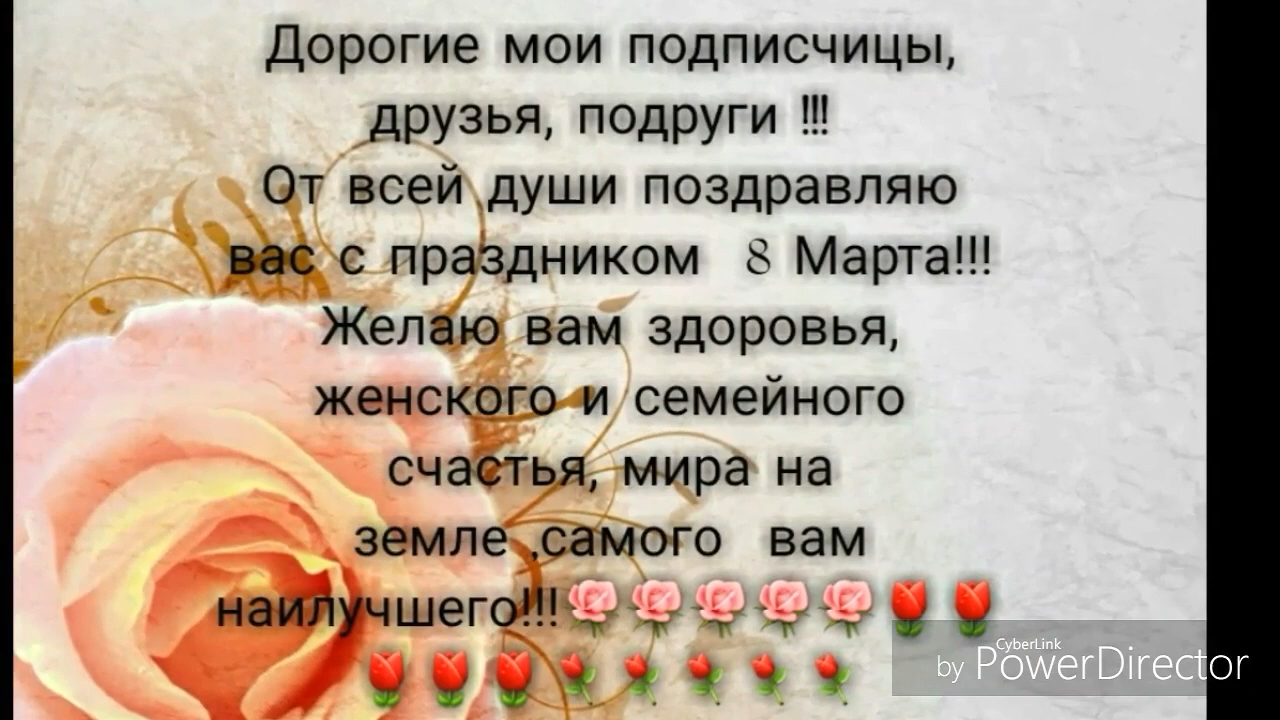 Дорогие мои подписчицы,
друзья, подруги !!!
От всей души поздравляю
вас с праздником 8 Марта!!!
Желаю вам здоровья,
женского и семейного
счастья, мира на
земле ,самого вам
наилучшего!!!🌹🌹🌹🌹🌹🌷🌷
🌷🌷🌷🌹🌹🌹🌹🌹
CyberLink
by PowerDirector